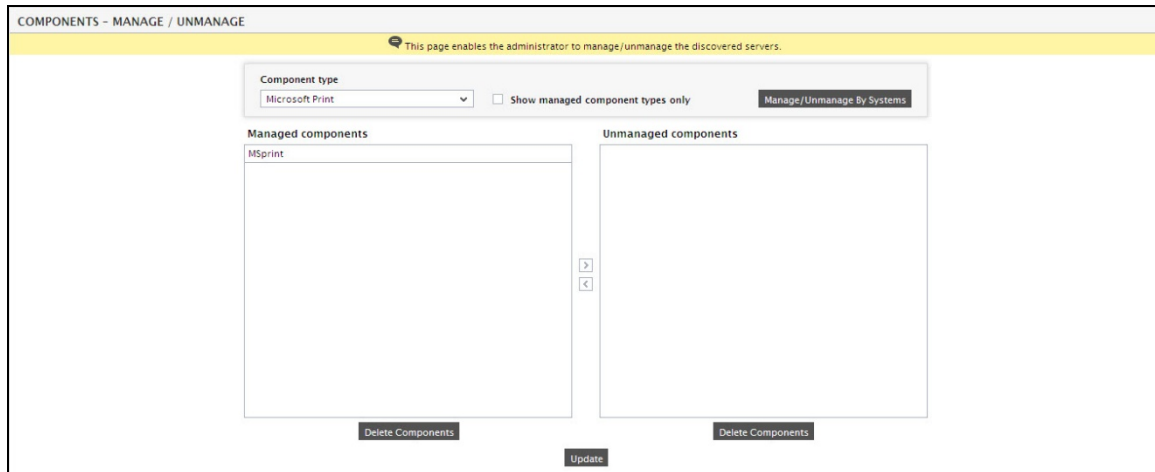 COMPONENTS - MANAGE / UNMANAGE
This page enables the administrator to manage/unmanage the discovered servers.
Component type
Microsoft Print
Show managed component types only
Manage/Unmanage By Systems
Managed components
Unmanaged components
MSprint
>
<
Delete Components
Delete Components
Update